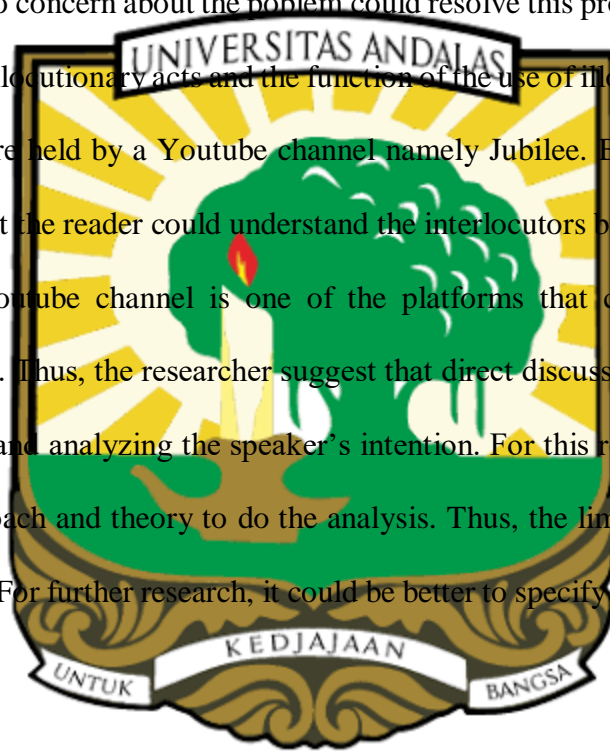 o concern about the poblem could resolve this pro
UNIVERSITAS ANDALAS
locutionary acts and the function of the use of illo
re held by a Youtube channel namely Jubilee. E
t the reader could understand the interlocutors b
outube channel is one of the platforms that c
. Thus, the researcher suggest that direct discuss
and analyzing the speaker’s intention. For this r
oach and theory to do the analysis. Thus, the lim
For further research, it could be better to specify
KEDJAJAAN
UNTUK
BANGSA